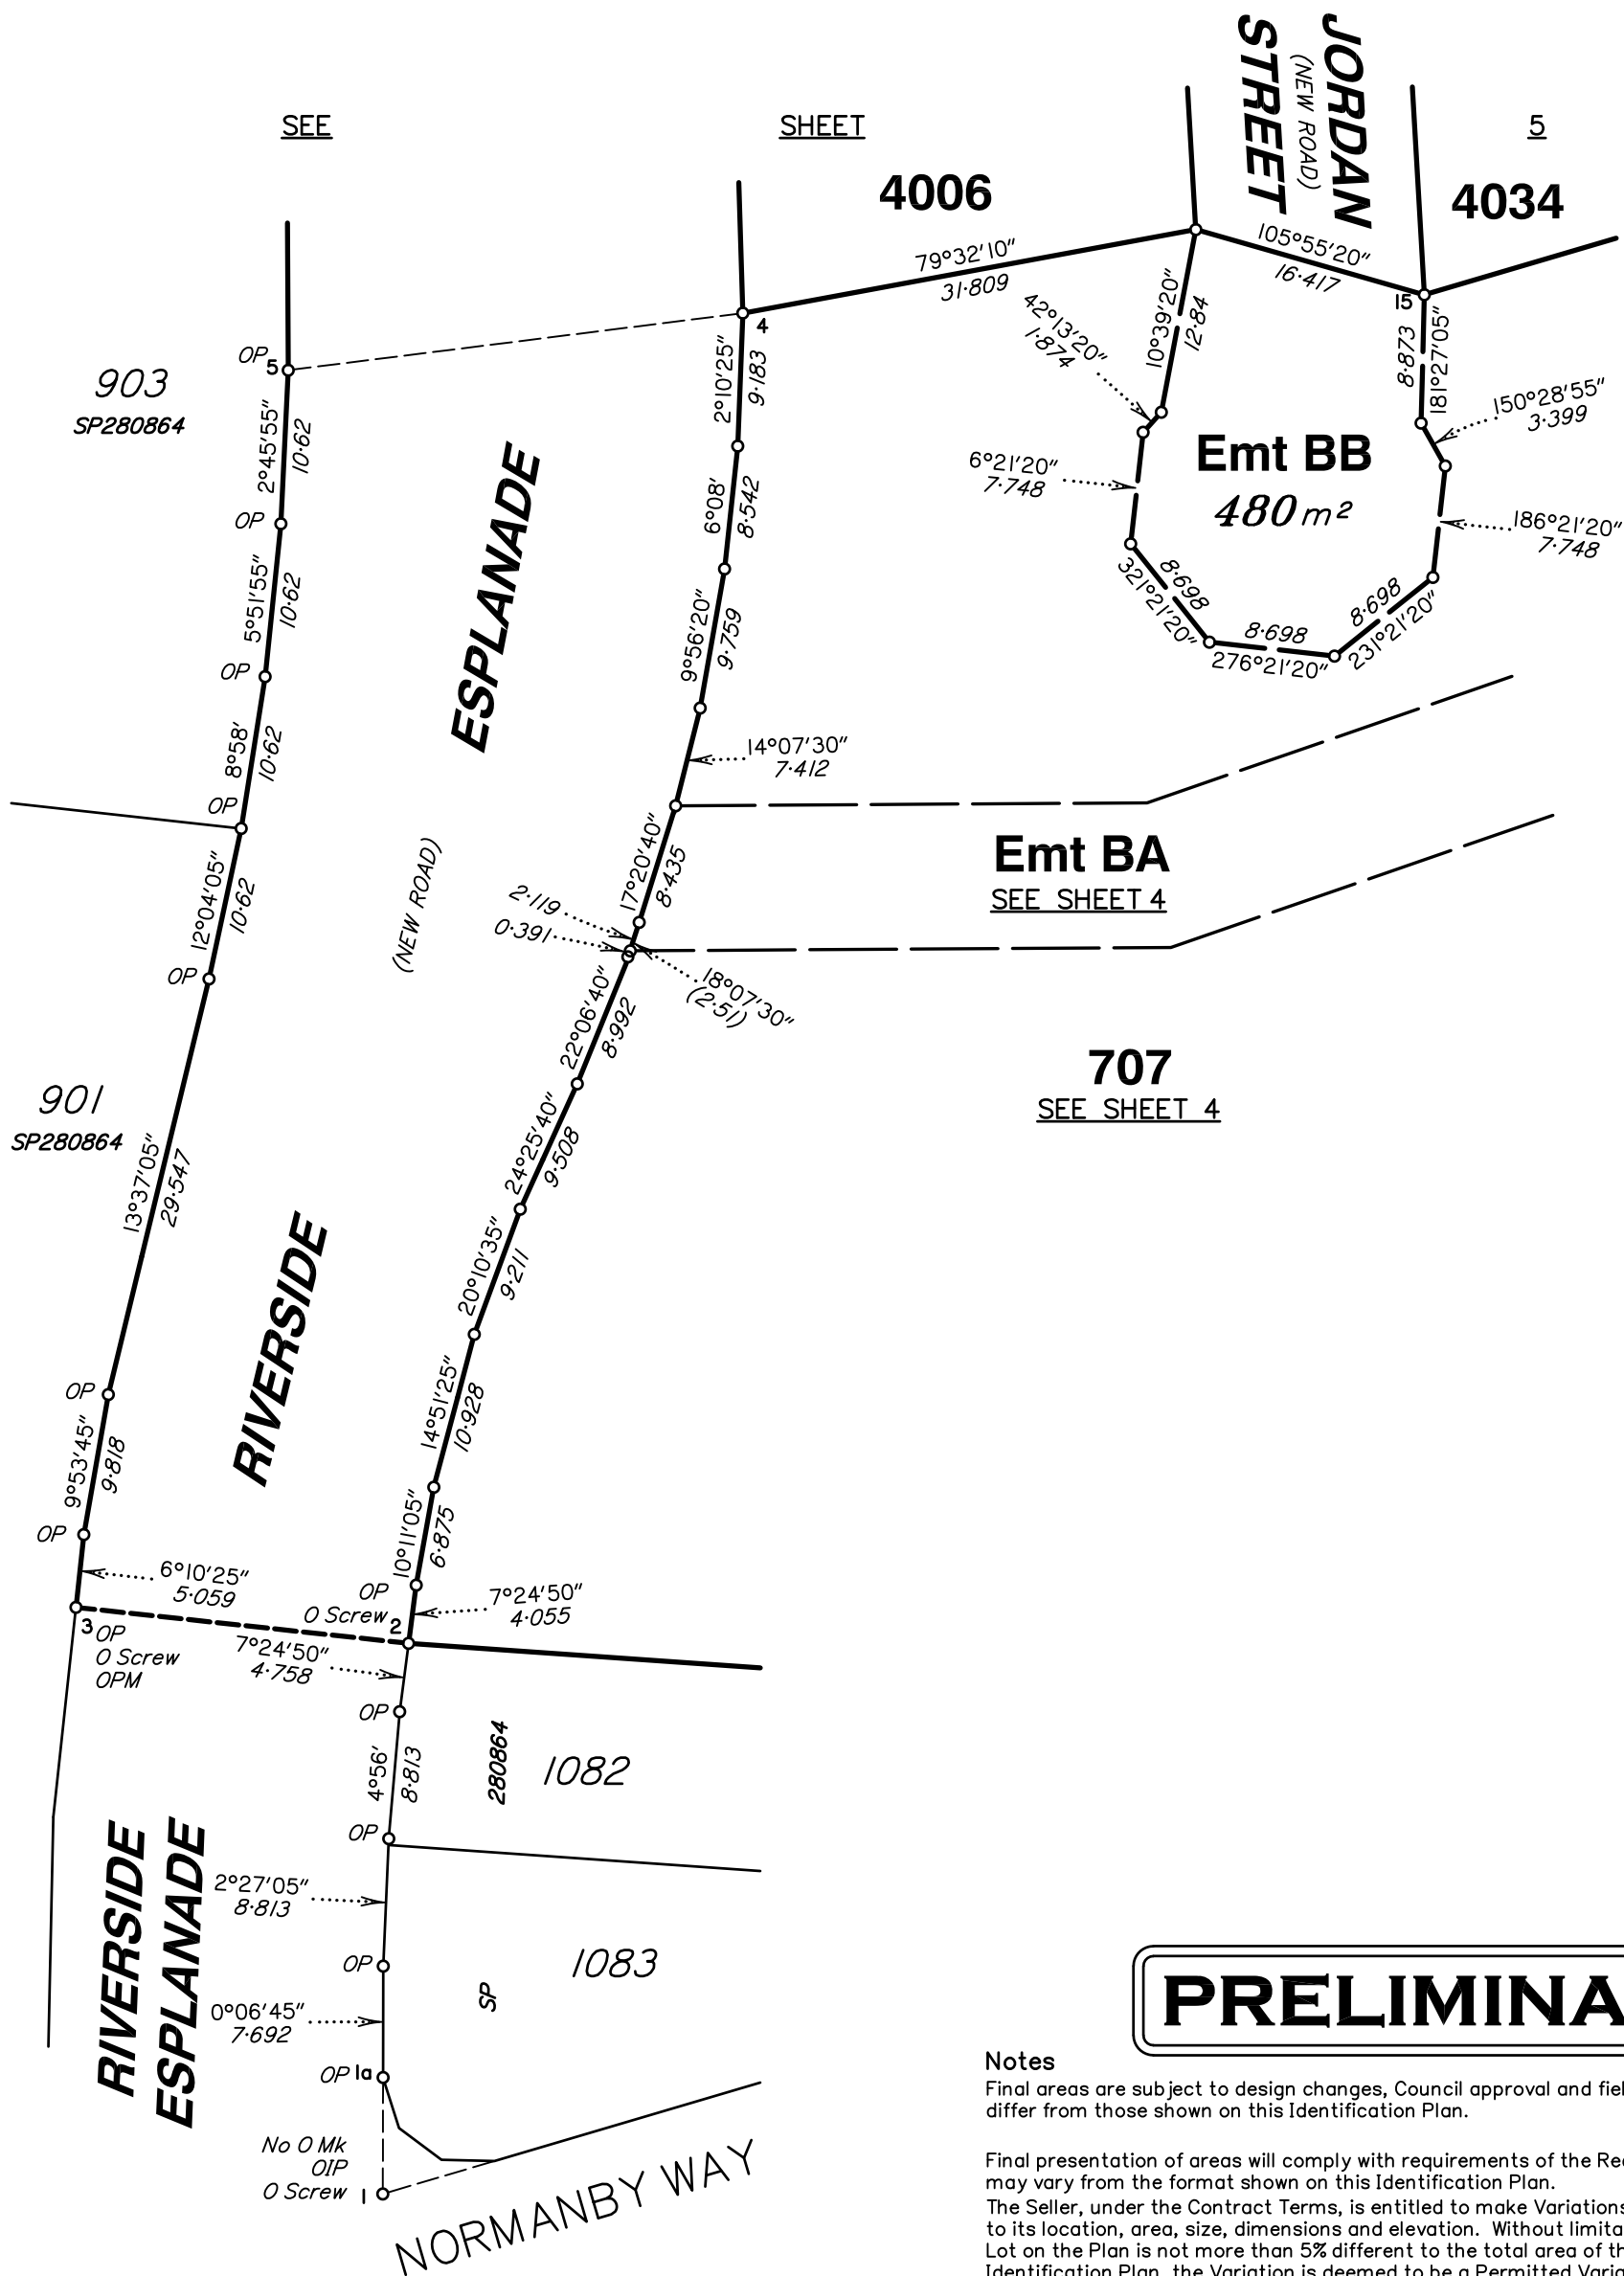 JORDAN
STREET
(NEW ROAD)
SEE
SHEET
5
4006
4034
79°32'10"
31·809
105°55'20"
16·417
15
4
OP
5
903
SP280864
2°45'55"
10·62
OP
5°51'55"
10·62
OP
8°58'
10·62
OP
12°04'05"
10·62
OP
901
SP280864
13°37'05"
29·547
OP
9°53'45"
9·818
OP
6°10'25"
5·059
3
OP
O Screw
OPM
ESPLANADE
(NEW ROAD)
RIVERSIDE
2°10'25"
9·183
6°08'
8·542
9°56'20"
9·759
14°07'30"
7·412
17°20'40"
8·435
2·119
0·391
18°07'30"
(2·51)
22°06'40"
8·992
24°25'40"
9·508
20°10'35"
9·211
14°51'25"
10·928
10°11'05"
6·875
OP
O Screw
2
7°24'50"
4·055
7°24'50"
4·758
OP
4°56'
8·813
OP
2°27'05"
8·813
OP
0°06'45"
7·692
OP 1a
No O Mk
OIP
O Screw
1
10°39'20"
12·84
42°13'20"
1·874
6°21'20"
7·748
321°21'20"
8·698
8·698
276°21'20"
8·698
231°21'20"
8·873
181°27'05"
150°28'55"
3·399
186°21'20"
7·748
Emt BB
480 m²
Emt BA
SEE SHEET 4
707
SEE SHEET 4
280864
1082
SP
1083
RIVERSIDE
ESPLANADE
NORMANBY WAY
PRELIMINA
Notes
Final areas are subject to design changes, Council approval and fiel
differ from those shown on this Identification Plan.
Final presentation of areas will comply with requirements of the Re
may vary from the format shown on this Identification Plan.
The Seller, under the Contract Terms, is entitled to make Variations
to its location, area, size, dimensions and elevation. Without limita
Lot on the Plan is not more than 5% different to the total area of th
Identification Plan, the Variation is deemed to be a Permitted Varia